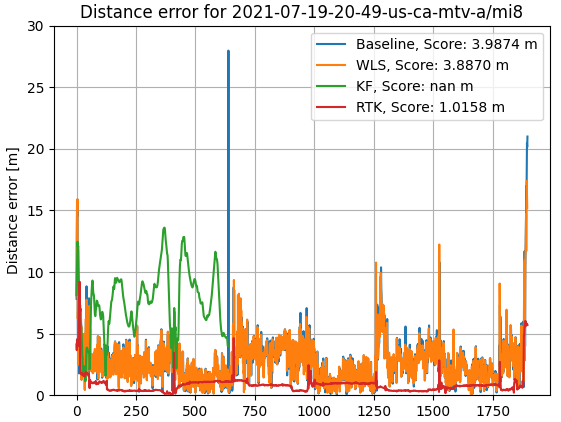 Distance error for 2021-07-19-20-49-us-ca-mtv-a/mi8
Baseline, Score: 3.9874 m
WLS, Score: 3.8870 m
KF, Score: nan m
RTK, Score: 1.0158 m
Distance error [m]
30
25
20
15
10
5
0
0 250 500 750 1000 1250 1500 1750